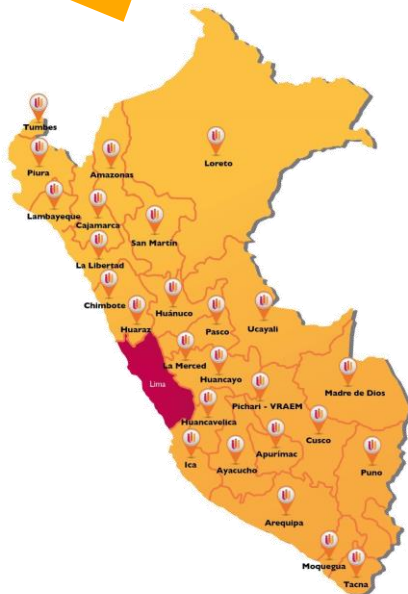 Tumbes
Piura
Amazonas
Loreto
Lambayeque
Cajamarca
San Martín
La Libertad
Chimbote
Huánuco
Huaraz
Pasco
Ucayali
La Merced
Huancayo
Lima
Madre de Dios
Pichari - VRAEM
Huancavelica
Cusco
Apurimac
Ica
Ayacucho
Puno
Arequipa
Moquegua
Tacna